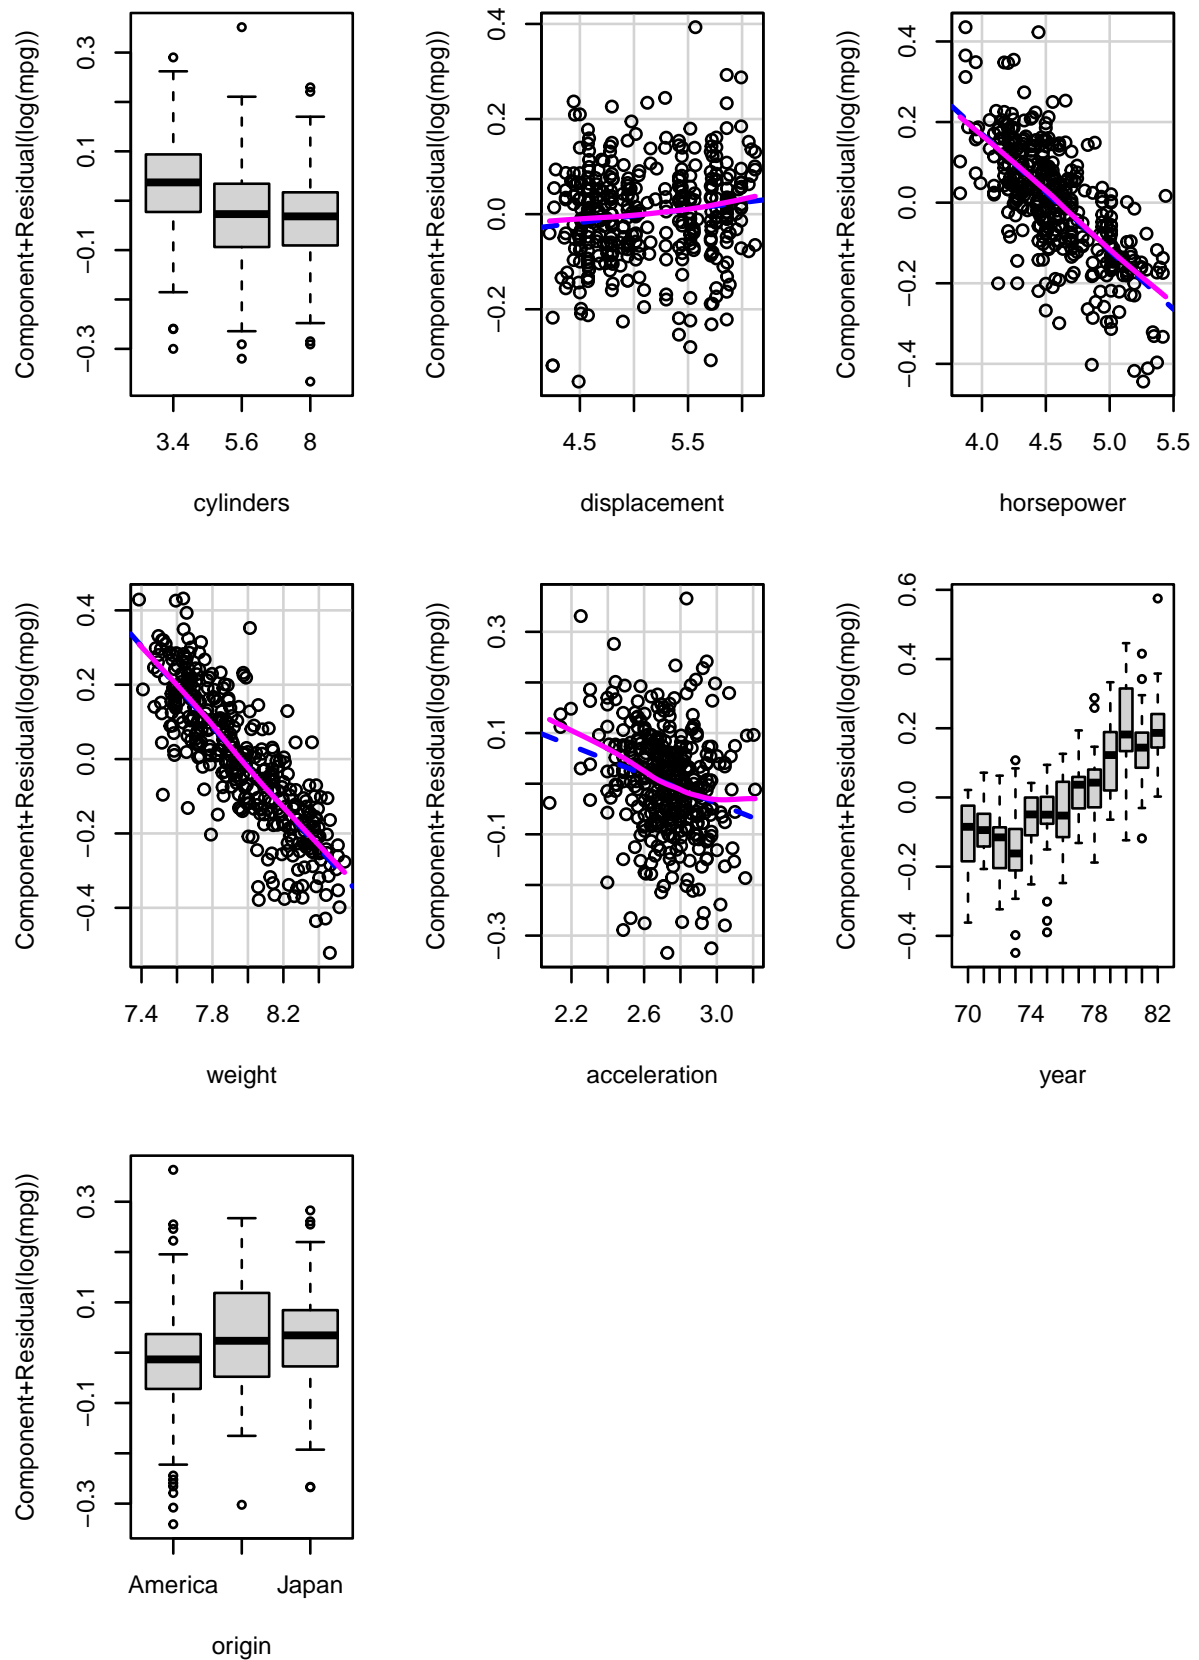 Component+Residual(log(mpg))
0.3
0.1
−0.1
−0.3
3.4 5.6 8
cylinders
Component+Residual(log(mpg))
0.4
0.2
0.0
−0.2
4.5 5.5
displacement
Component+Residual(log(mpg))
0.4
0.2
0.0
−0.2
−0.4
4.0 4.5 5.0 5.5
horsepower
Component+Residual(log(mpg))
0.4
0.2
0.0
−0.2
−0.4
7.4 7.8 8.2
weight
Component+Residual(log(mpg))
0.3
0.1
−0.1
−0.3
2.2 2.6 3.0
acceleration
Component+Residual(log(mpg))
0.6
0.4
0.2
0.0
−0.2
−0.4
70 74 78 82
year
Component+Residual(log(mpg))
0.3
0.1
−0.1
−0.3
America Japan
origin